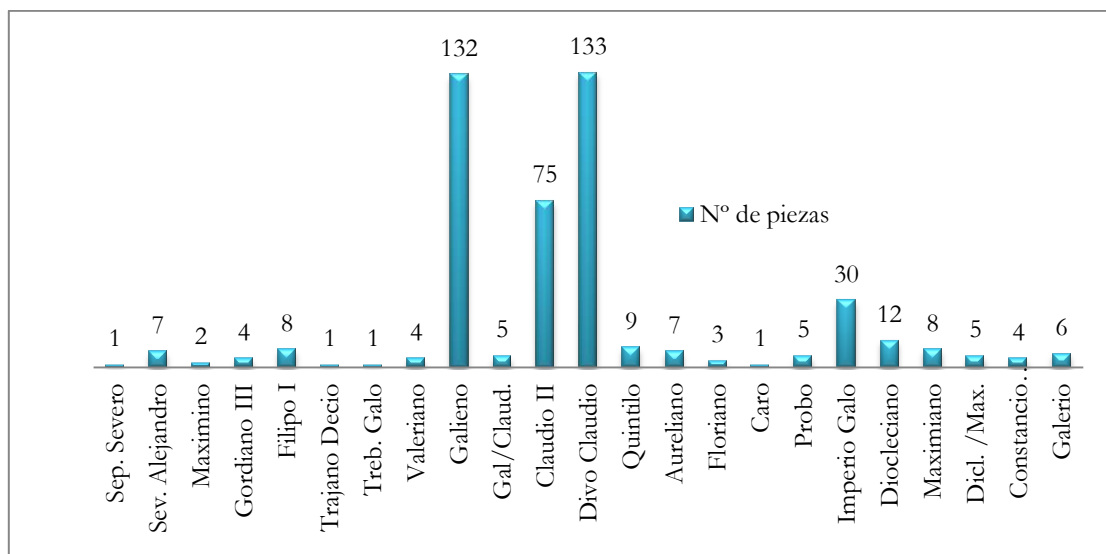 132
133
75
Nº de piezas
30
1
7
2
4
8
1
1
4
5
9
7
3
1
5
12
8
5
4
6
Sep. Severo
Sev. Alejandro
Maximino
Gordiano III
Filipo I
Trajano Decio
Treb. Galo
Valeriano
Galieno
Gal/Claud.
Claudio II
Divo Claudio
Quintilo
Aureliano
Floriano
Caro
Probo
Imperio Galo
Diocleciano
Maximiano
Dicl. /Max.
Constancio…
Galerio